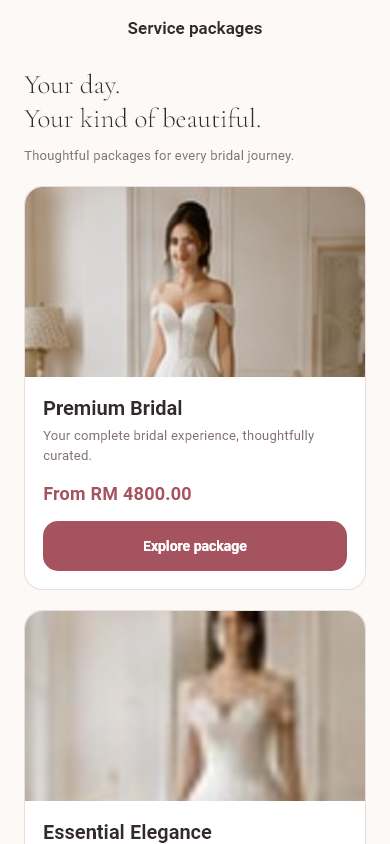 Service packages
Your day.
Your kind of beautiful.
Thoughtful packages for every bridal journey.
Premium Bridal
Your complete bridal experience, thoughtfully
curated.
From RM 4800.00
Explore package
Essential Elegance